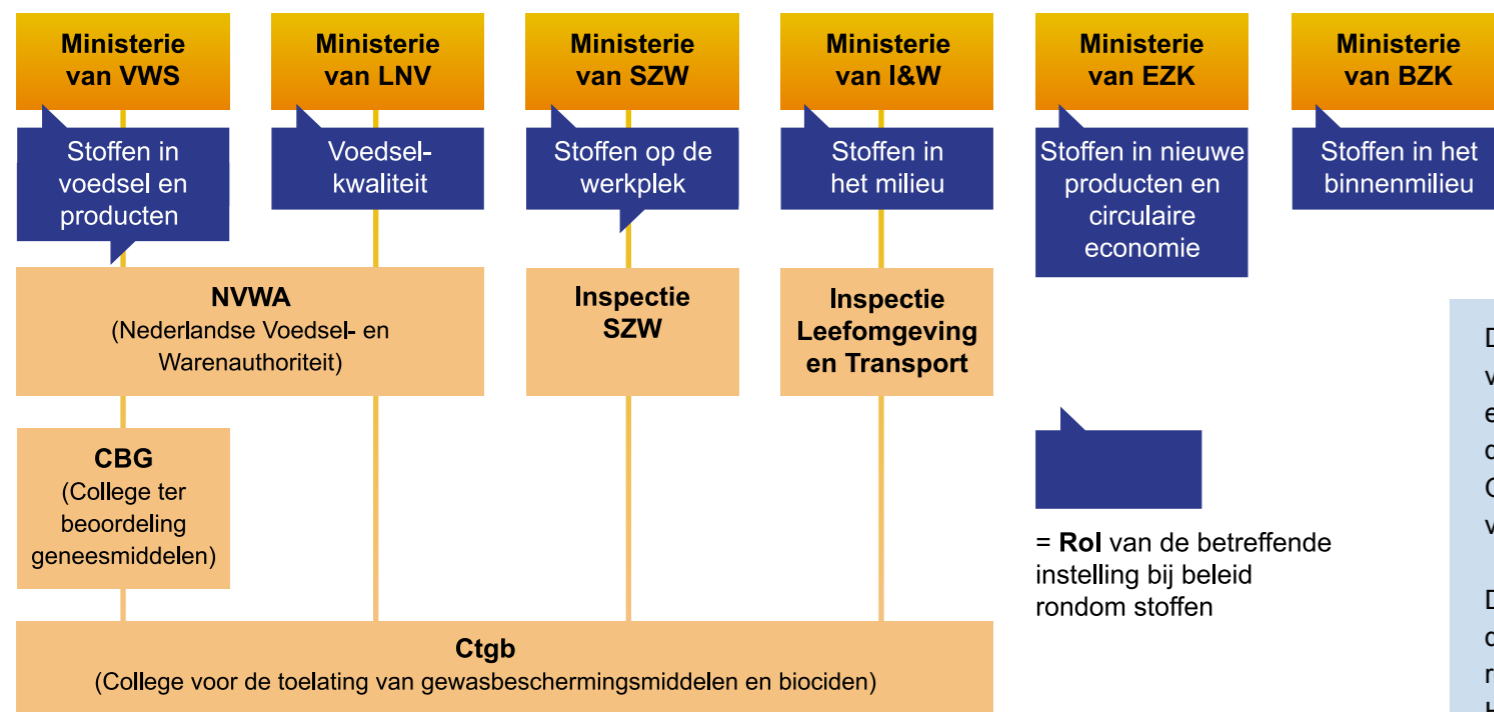 Ministerie
van VWS
Ministerie
van LNV
Ministerie
van SZW
Ministerie
van I&W
Ministerie
van EZK
Ministerie
van BZK
Stoffen in
voedsel en
producten
Voedsel-
kwaliteit
Stoffen op de
werkplek
Stoffen in
het milieu
Stoffen in nieuwe
producten en
circulaire
economie
Stoffen in het
binnenmilieu
NVWA
(Nederlandse Voedsel- en
Warenauthoriteit)
Inspectie
SZW
Inspectie
Leefomgeving
en Transport
CBG
(College ter
beoordeling
geneesmiddelen)
= Rol van de betreffende
instelling bij beleid
rondom stoffen
Ctgb
(College voor de toelating van gewasbeschermingsmiddelen en biociden)